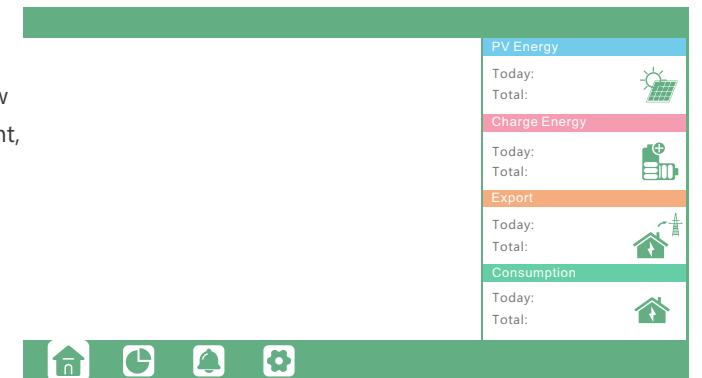 nt,
PV Energy
Today:
Total:
Charge Energy
Today:
Total:
Export
Today:
Total:
Consumption
Today:
Total: